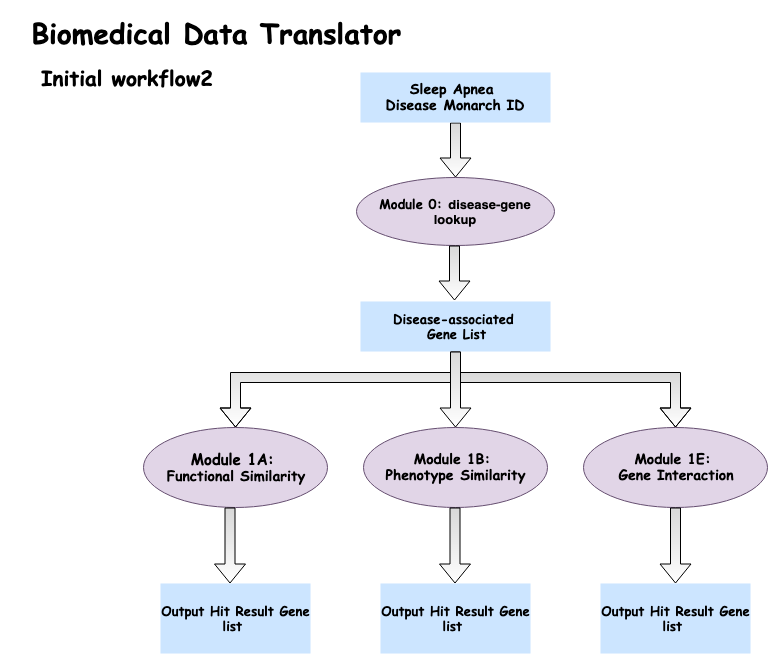 Biomedical Data Translator
Initial workflow2
Sleep Apnea
Disease Monarch ID
Module 0: disease-gene
lookup
Disease-associated
Gene List
Module 1A:
Functional Similarity
Module 1B:
Phenotype Similarity
Module 1E:
Gene Interaction
Output Hit Result Gene
list
Output Hit Result Gene
list
Output Hit Result Gene
list